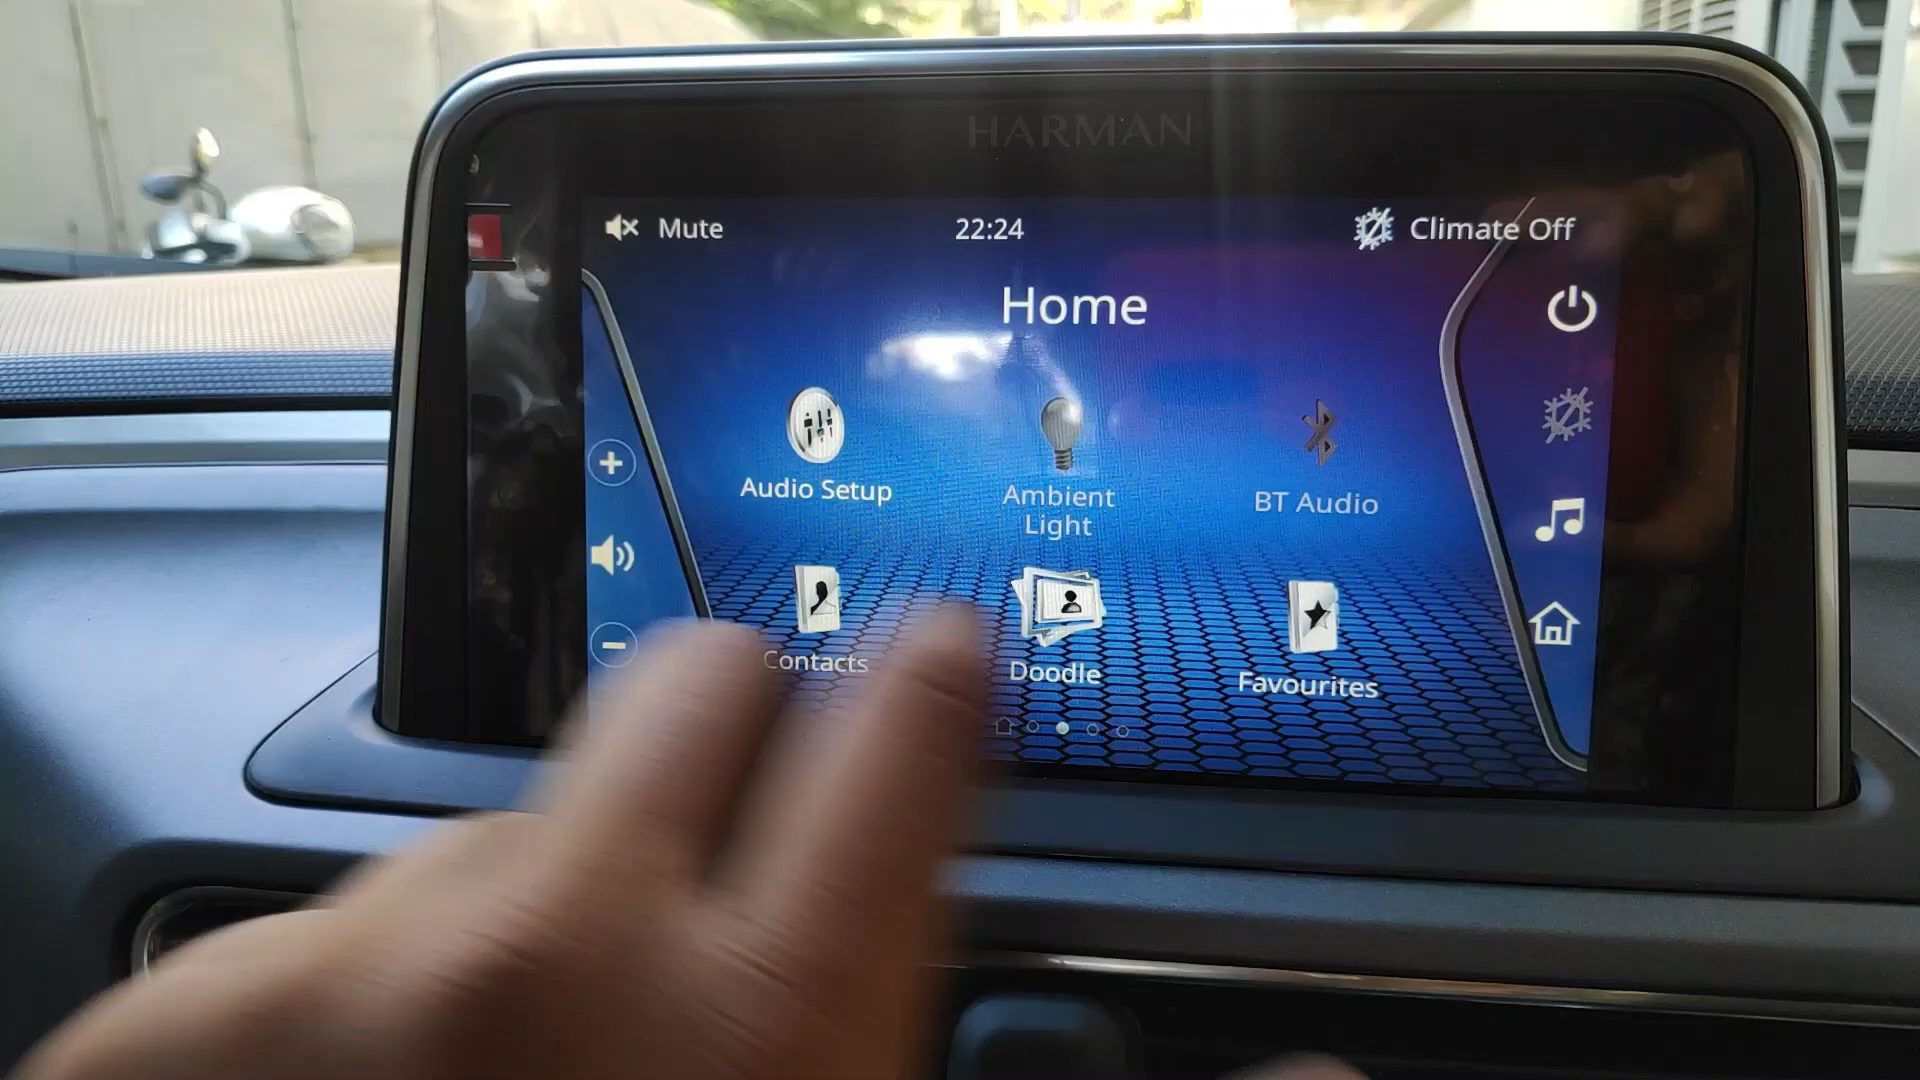 HARMAN
Mute
22:24
Climate Off
Home
Audio Setup
Ambient
Light
BT Audio
Contacts
Doodle
Favourites